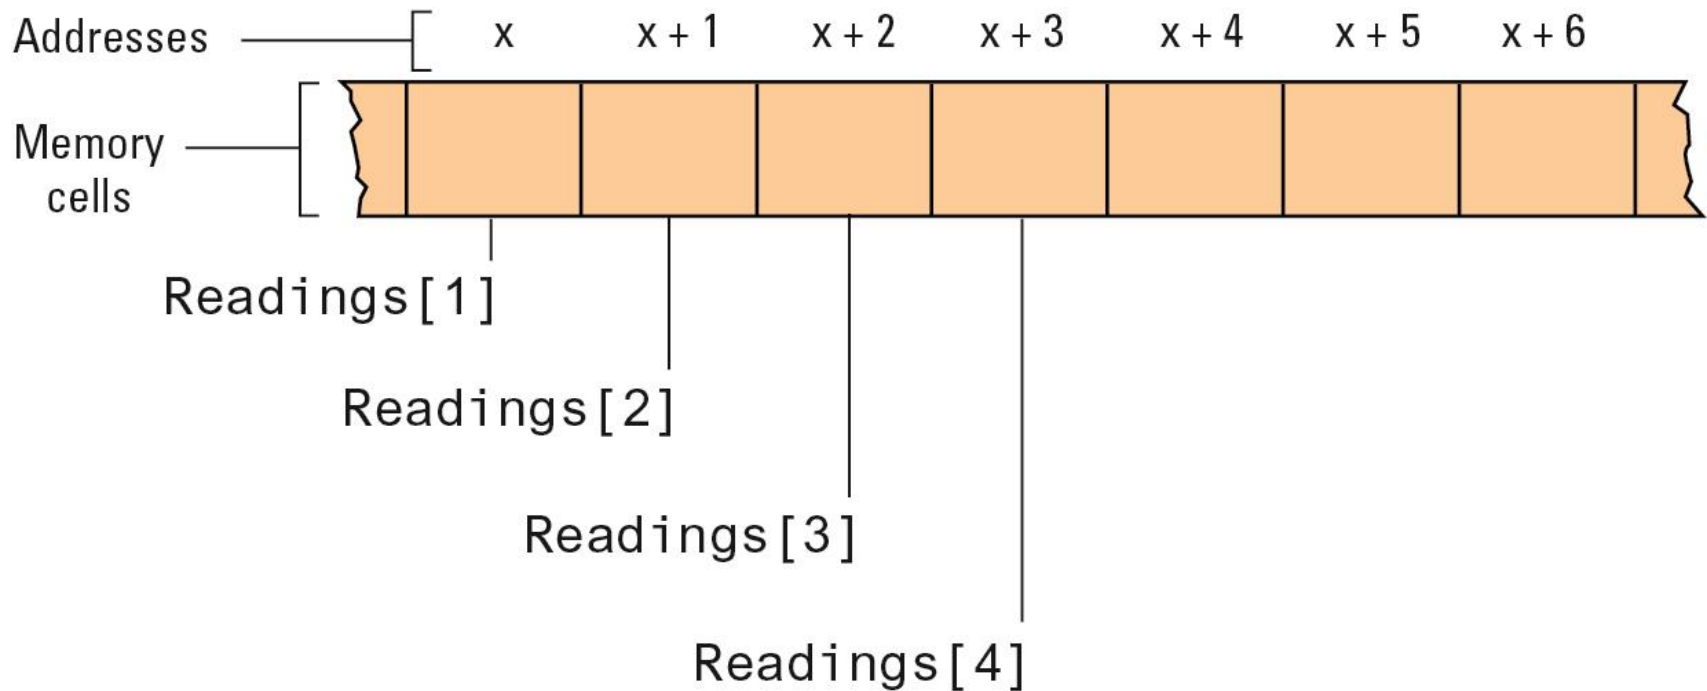 Addresses x x + 1 x + 2 x + 3 x + 4 x + 5 x + 6
Memory
cells
Readings[1]
Readings[2]
Readings[3]
Readings[4]